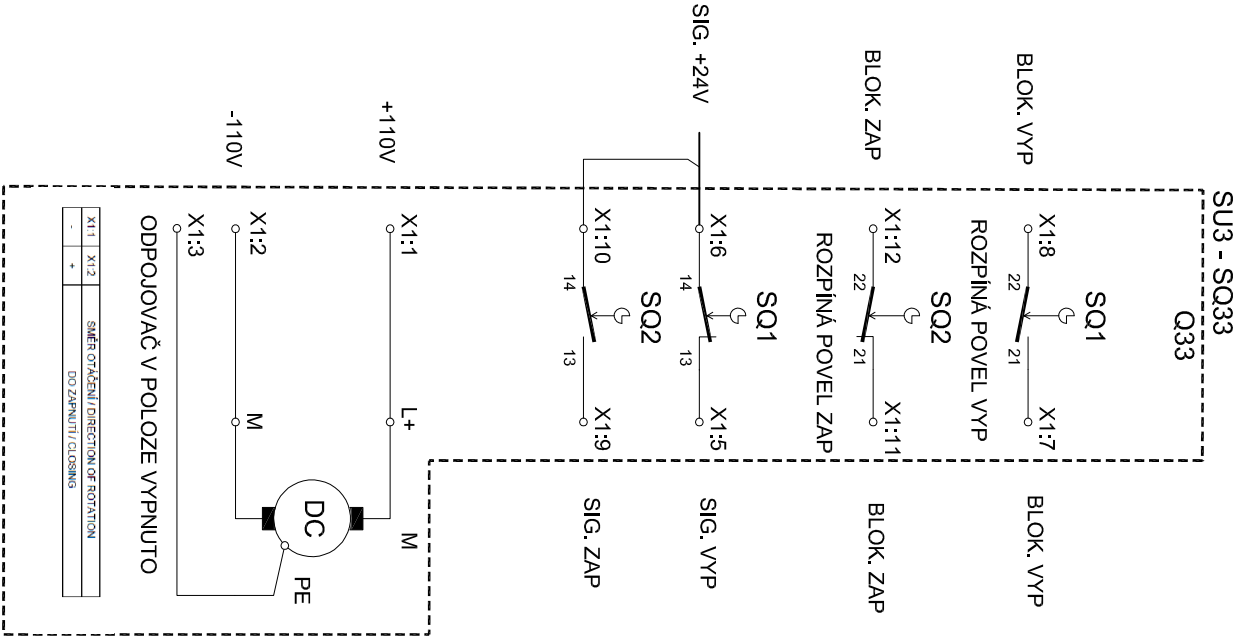 SU3 - SQ33
Q33
SQ1
BLOK. VYP
X1:8
22
21
X1:7
BLOK. VYP
ROZPÍNÁ POVEL VYP
SQ2
BLOK. ZAP
X1:12
22
21
X1:11
BLOK. ZAP
ROZPÍNÁ POVEL ZAP
SQ1
SIG. +24V
X1:6
14
13
X1:5
SIG. VYP
SQ2
X1:10
14
13
X1:9
SIG. ZAP
+110V
X1:1
L+
M
DC
PE
-110V
X1:2
M
X1:3
ODPOJOVAČ V POLOZE VYPNUTO
X1:1 X1:2 SMĚR OTÁČENÍ / DIRECTION OF ROTATION
- + DO ZAPNUTÍ / CLOSING